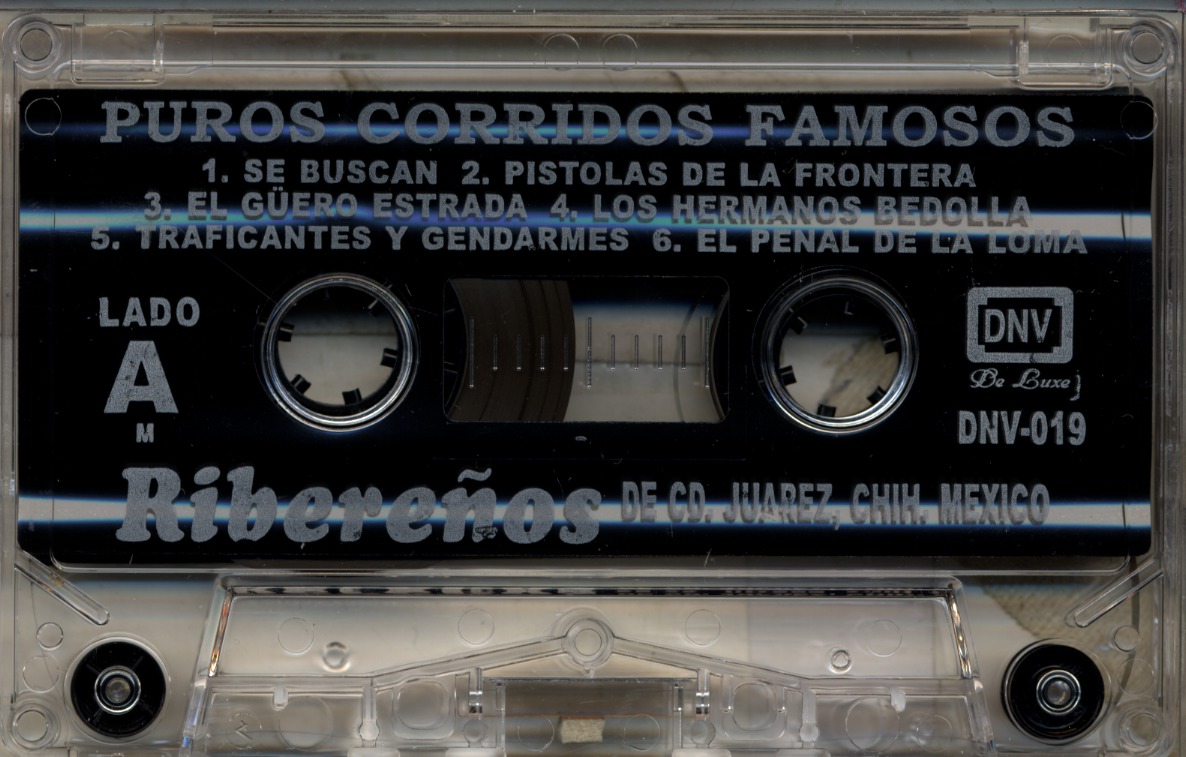 PUROS CORRIDOS FAMOSOS
1. SE BUSCAN 2. PISTOLAS DE LA FRONTERA
3. EL GÜERO ESTRADA 4. LOS HERMANOS BEDOLLA
5. TRAFICANTES Y GENDARMES 6. EL PENAL DE LA LOMA
LADO
A
M
DNV
De Luxe
DNV-019
Ribereños DE CD. JUAREZ, CHIH. MEXICO